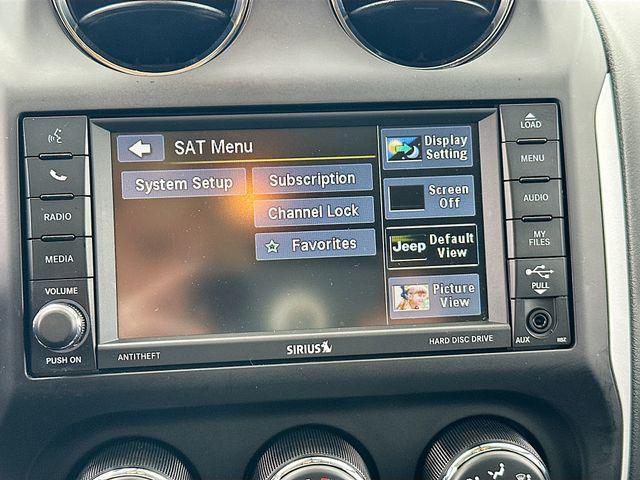 SAT Menu
System Setup
Subscription
Channel Lock
Favorites
Display
Setting
Screen
Off
Jeep
Default
View
Picture
View
RADIO
MEDIA
VOLUME
PUSH ON
ANTITHEFT
SIRIUS
HARD DISC DRIVE
LOAD
MENU
AUDIO
MY
FILES
PULL
AUX
RBZ